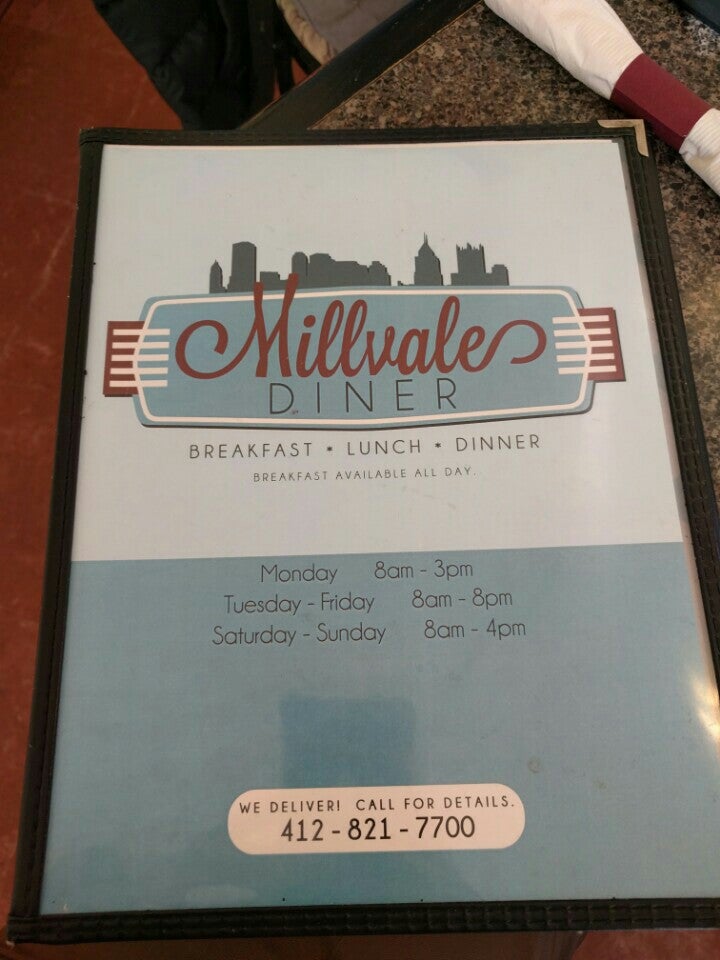 Millvale
DINER
BREAKFAST * LUNCH * DINNER
BREAKFAST AVAILABLE ALL DAY.
Monday 8am - 3pm
Tuesday - Friday 8am - 8pm
Saturday - Sunday 8am - 4pm
WE DELIVER! CALL FOR DETAILS.
412 - 821 - 7700